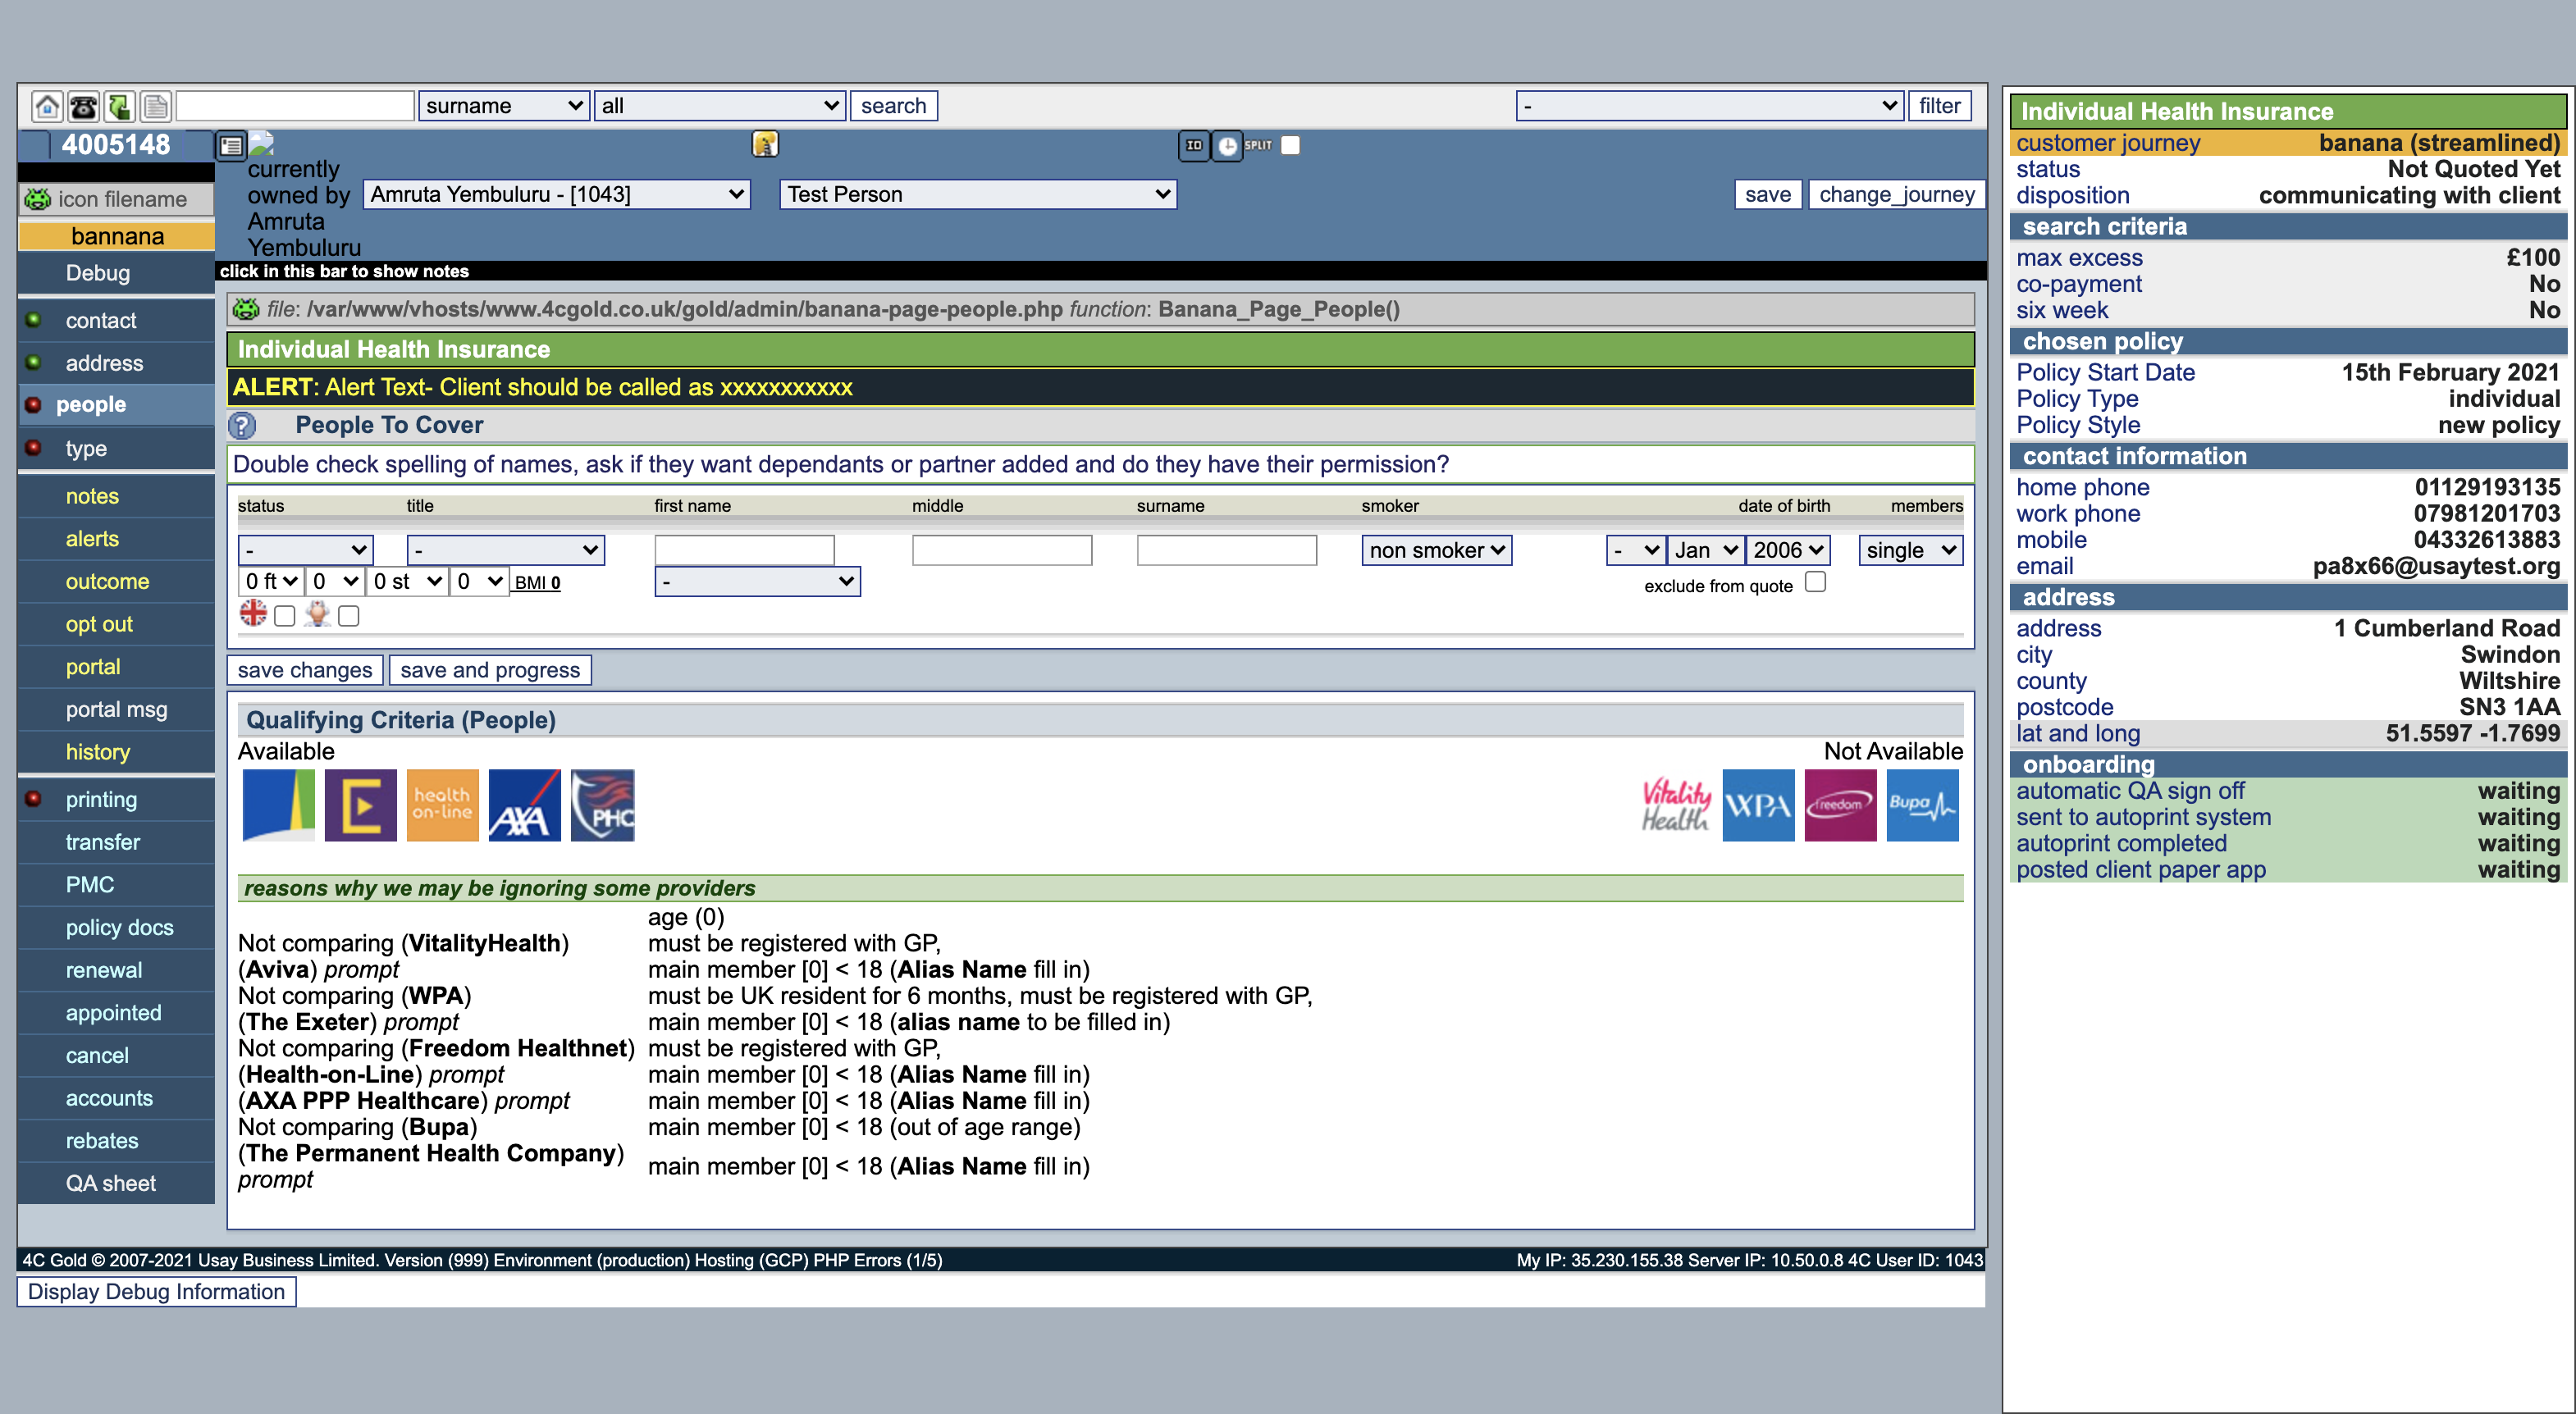 surname all search - filter
4005148 ID SPLIT
currently owned by Amruta Yembuluru
Amruta Yembuluru - [1043] Test Person save change_journey
icon filename
bannana
Debug
click in this bar to show notes
contact
address
people
type
notes
alerts
outcome
opt out
portal
portal msg
history
printing
transfer
PMC
policy docs
renewal
appointed
cancel
accounts
rebates
QA sheet
file: /var/www/vhosts/www.4cgold.co.uk/gold/admin/banana-page-people.php function: Banana_Page_People()
Individual Health Insurance
ALERT: Alert Text- Client should be called as xxxxxxxxxxx
People To Cover
Double check spelling of names, ask if they want dependants or partner added and do they have their permission?
status title first name middle surname smoker date of birth members
- - non smoker - Jan 2006 single
0 ft 0 0 st 0 BMI 0 - exclude from quote
save changes save and progress
Qualifying Criteria (People)
Available Not Available
E health on-line AXA PHC Vitality Health WPA freedom Bupa
reasons why we may be ignoring some providers
age (0)
Not comparing (VitalityHealth) must be registered with GP,
(Aviva) prompt main member [0] < 18 (Alias Name fill in)
Not comparing (WPA) must be UK resident for 6 months, must be registered with GP,
(The Exeter) prompt main member [0] < 18 (alias name to be filled in)
Not comparing (Freedom Healthnet) must be registered with GP,
(Health-on-Line) prompt main member [0] < 18 (Alias Name fill in)
(AXA PPP Healthcare) prompt main member [0] < 18 (Alias Name fill in)
Not comparing (Bupa) main member [0] < 18 (out of age range)
(The Permanent Health Company) prompt main member [0] < 18 (Alias Name fill in)
4C Gold © 2007-2021 Usay Business Limited. Version (999) Environment (production) Hosting (GCP) PHP Errors (1/5) My IP: 35.230.155.38 Server IP: 10.50.0.8 4C User ID: 1043
Display Debug Information
Individual Health Insurance
customer journey banana (streamlined)
status Not Quoted Yet
disposition communicating with client
search criteria
max excess £100
co-payment No
six week No
chosen policy
Policy Start Date 15th February 2021
Policy Type individual
Policy Style new policy
contact information
home phone 01129193135
work phone 07981201703
mobile 04332613883
email pa8x66@usaytest.org
address
address 1 Cumberland Road
city Swindon
county Wiltshire
postcode SN3 1AA
lat and long 51.5597 -1.7699
onboarding
automatic QA sign off waiting
sent to autoprint system waiting
autoprint completed waiting
posted client paper app waiting